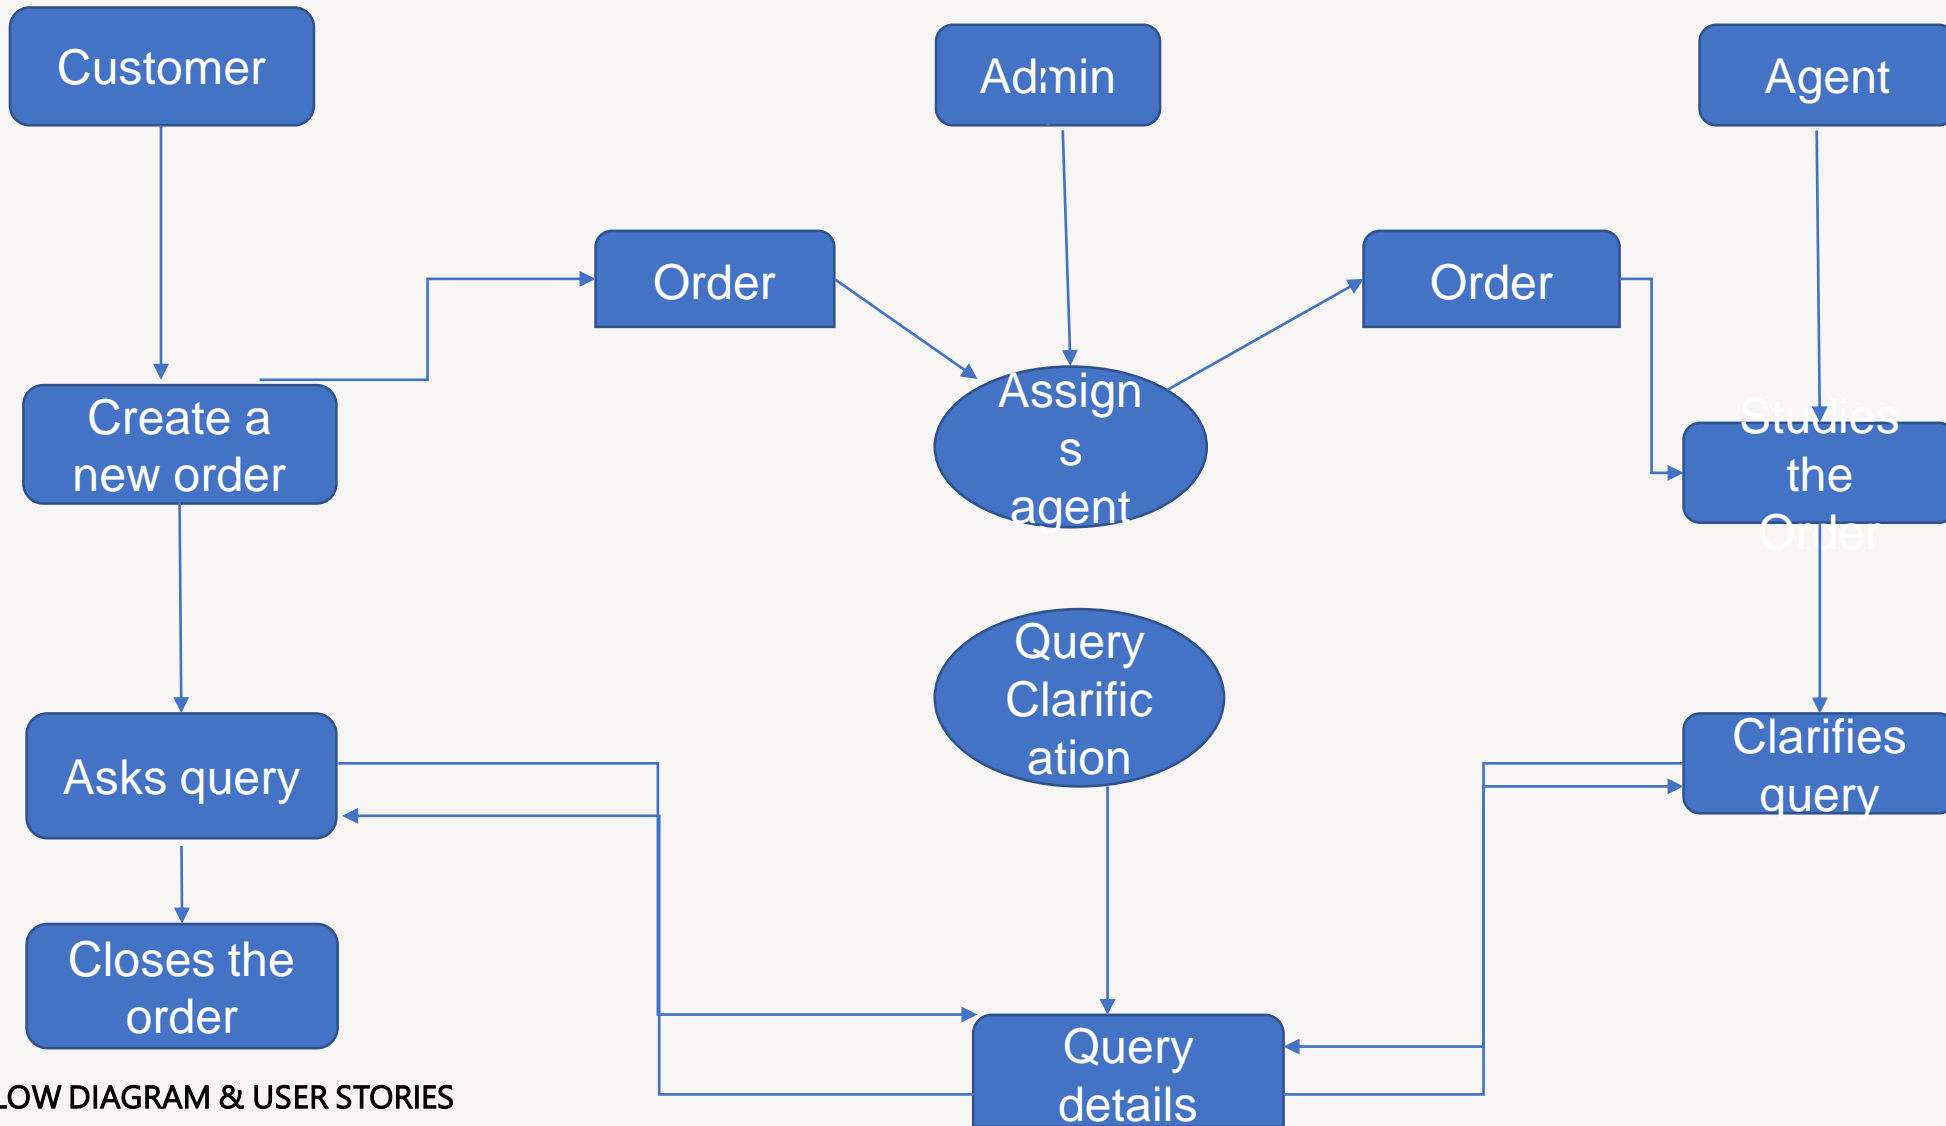 Customer
Admin
Agent
Order
Order
Create a
new order
Assign
s
agent
Studies
the
Order
Query
Clarific
ation
Asks query
Clarifies
query
Closes the
order
Query
details
LOW DIAGRAM & USER STORIES